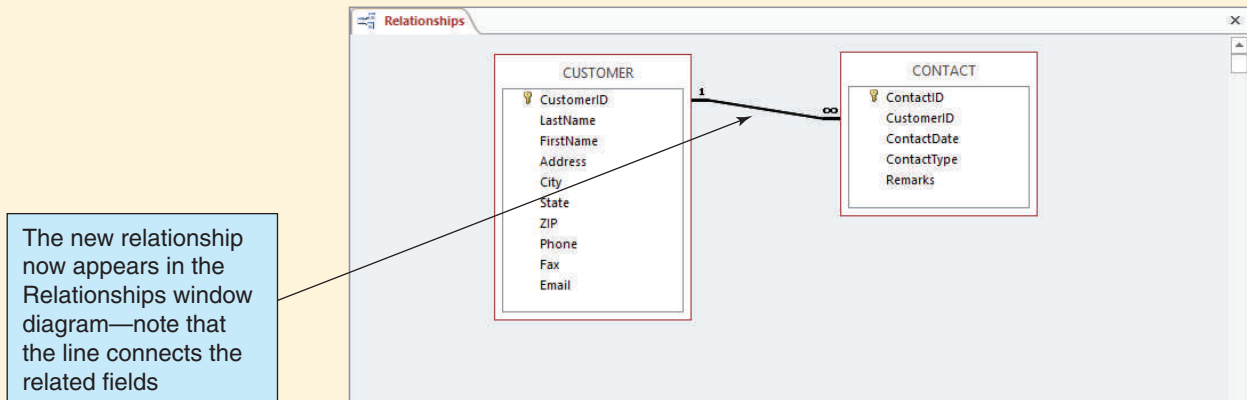 Relationships
CUSTOMER
CustomerID
LastName
FirstName
Address
City
State
ZIP
Phone
Fax
Email
1
∞
CONTACT
ContactID
CustomerID
ContactDate
ContactType
Remarks
The new relationship
now appears in the
Relationships window
diagram—note that
the line connects the
related fields